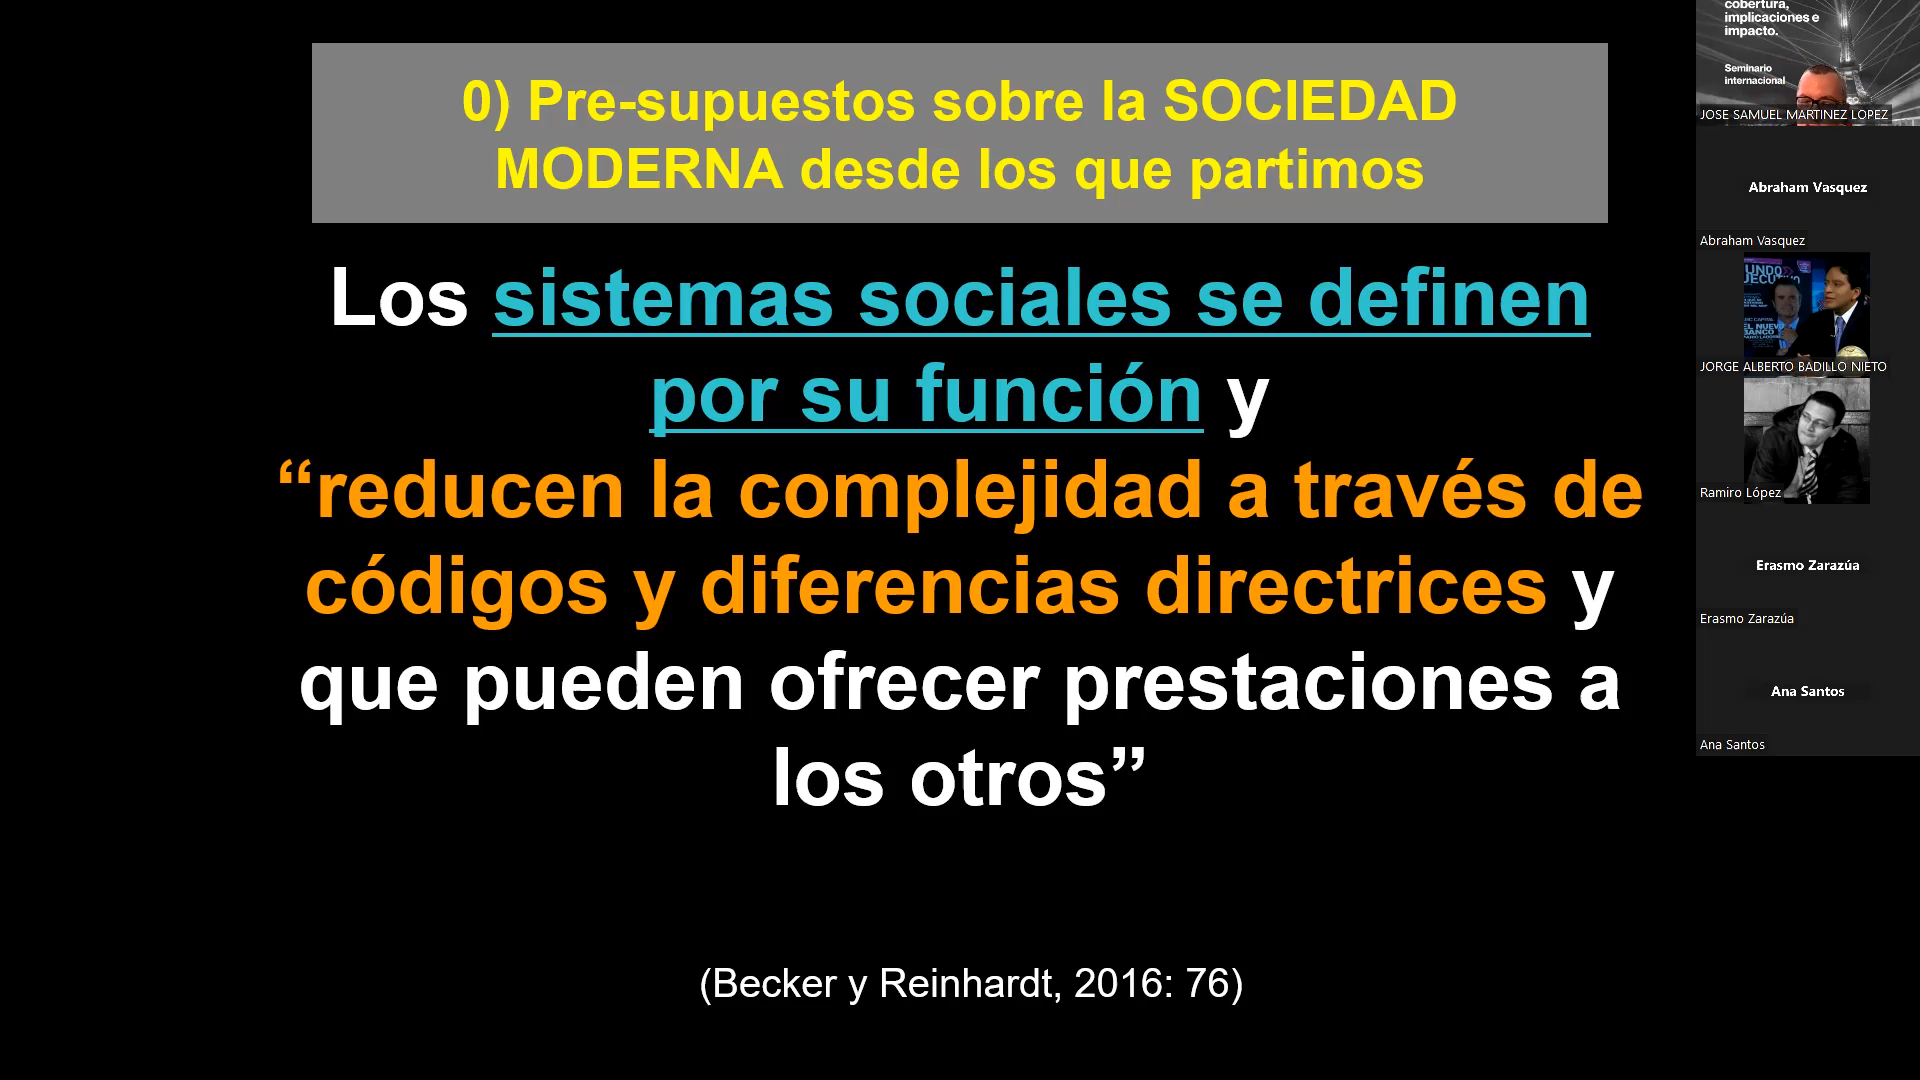 0) Pre-supuestos sobre la SOCIEDAD
MODERNA desde los que partimos
Los sistemas sociales se definen
por su función y
“reducen la complejidad a través de
códigos y diferencias directrices y
que pueden ofrecer prestaciones a
los otros”
(Becker y Reinhardt, 2016: 76)
cobertura,
implicaciones e
impacto.
Seminario
internacional
JOSE SAMUEL MARTINEZ LOPEZ
Abraham Vasquez
Abraham Vasquez
EL NUEVO
BANCO
JORGE ALBERTO BADILLO NIETO
Ramiro López
Erasmo Zarazúa
Erasmo Zarazúa
Ana Santos
Ana Santos